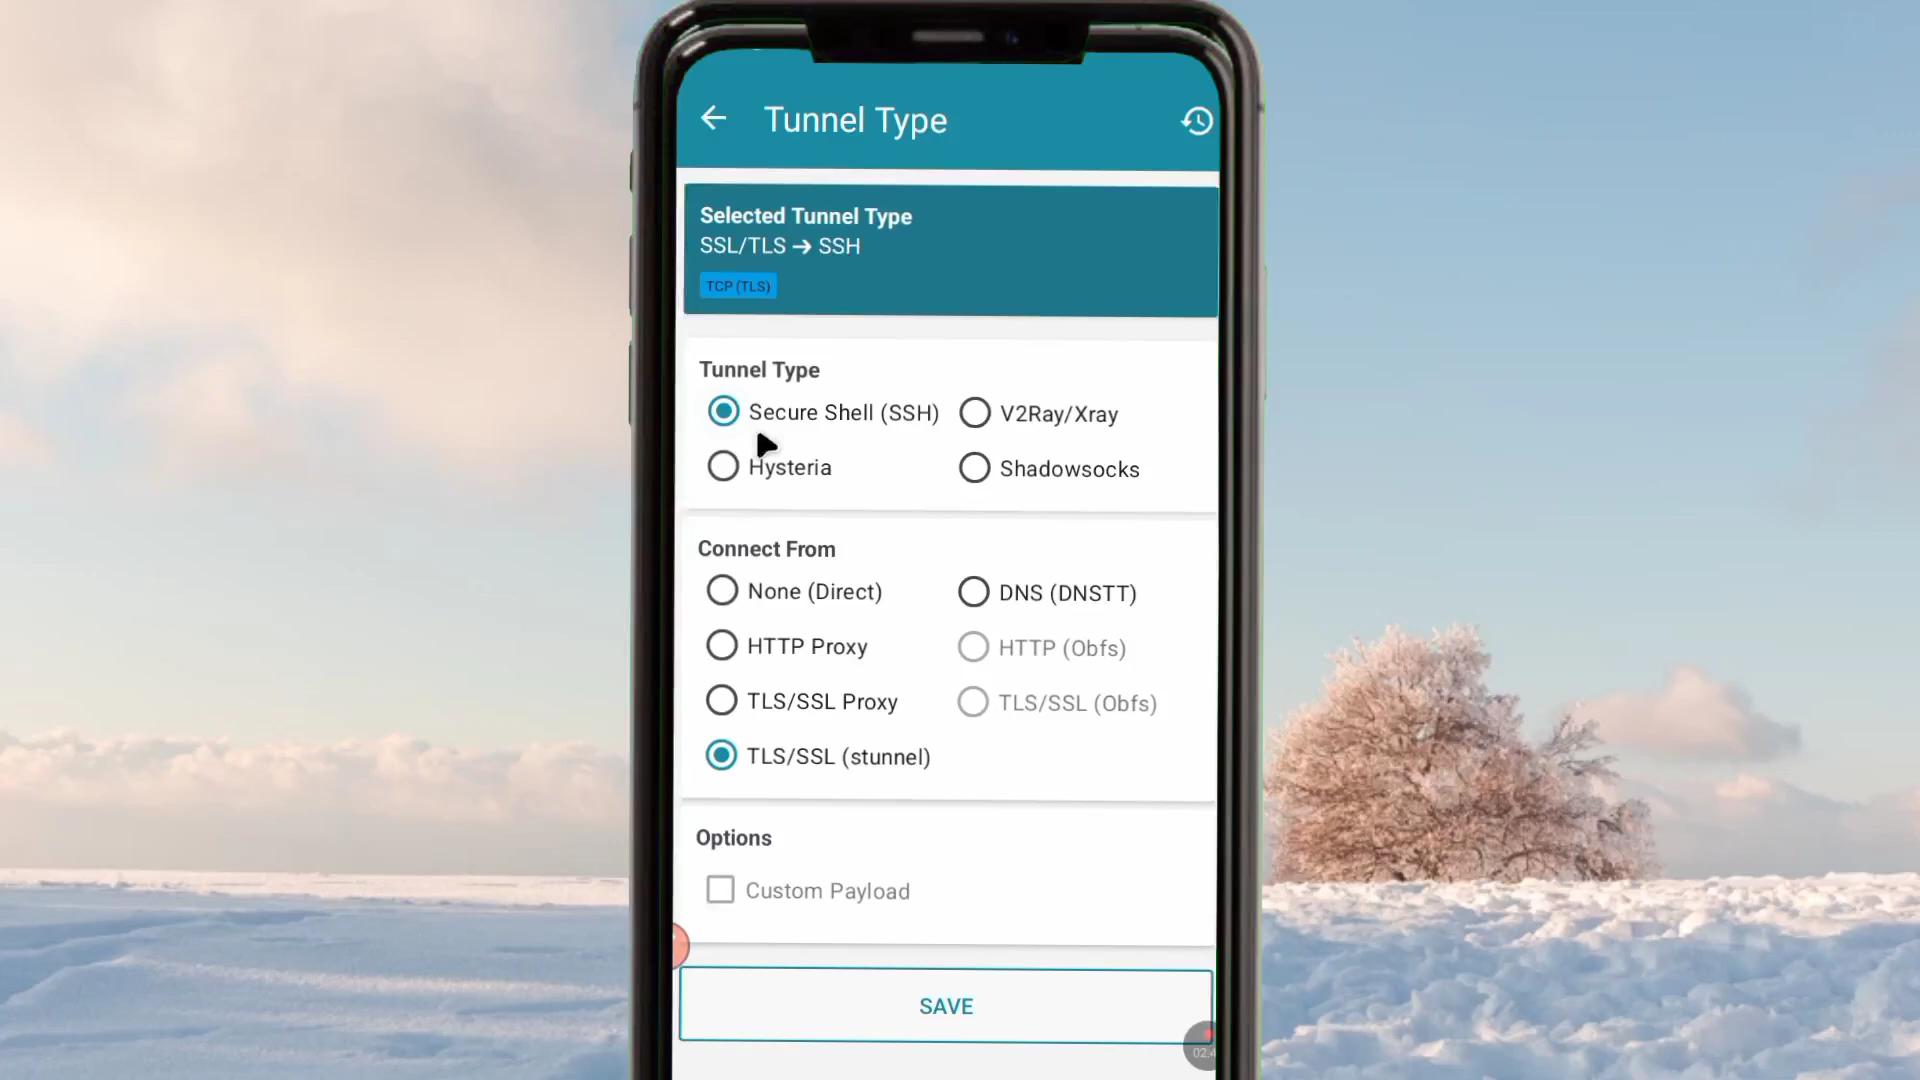 Tunnel Type
Selected Tunnel Type
SSL/TLS → SSH
TCP (TLS)
Tunnel Type
Secure Shell (SSH)
V2Ray/Xray
Hysteria
Shadowsocks
Connect From
None (Direct)
DNS (DNSTT)
HTTP Proxy
HTTP (Obfs)
TLS/SSL Proxy
TLS/SSL (Obfs)
TLS/SSL (stunnel)
Options
Custom Payload
SAVE